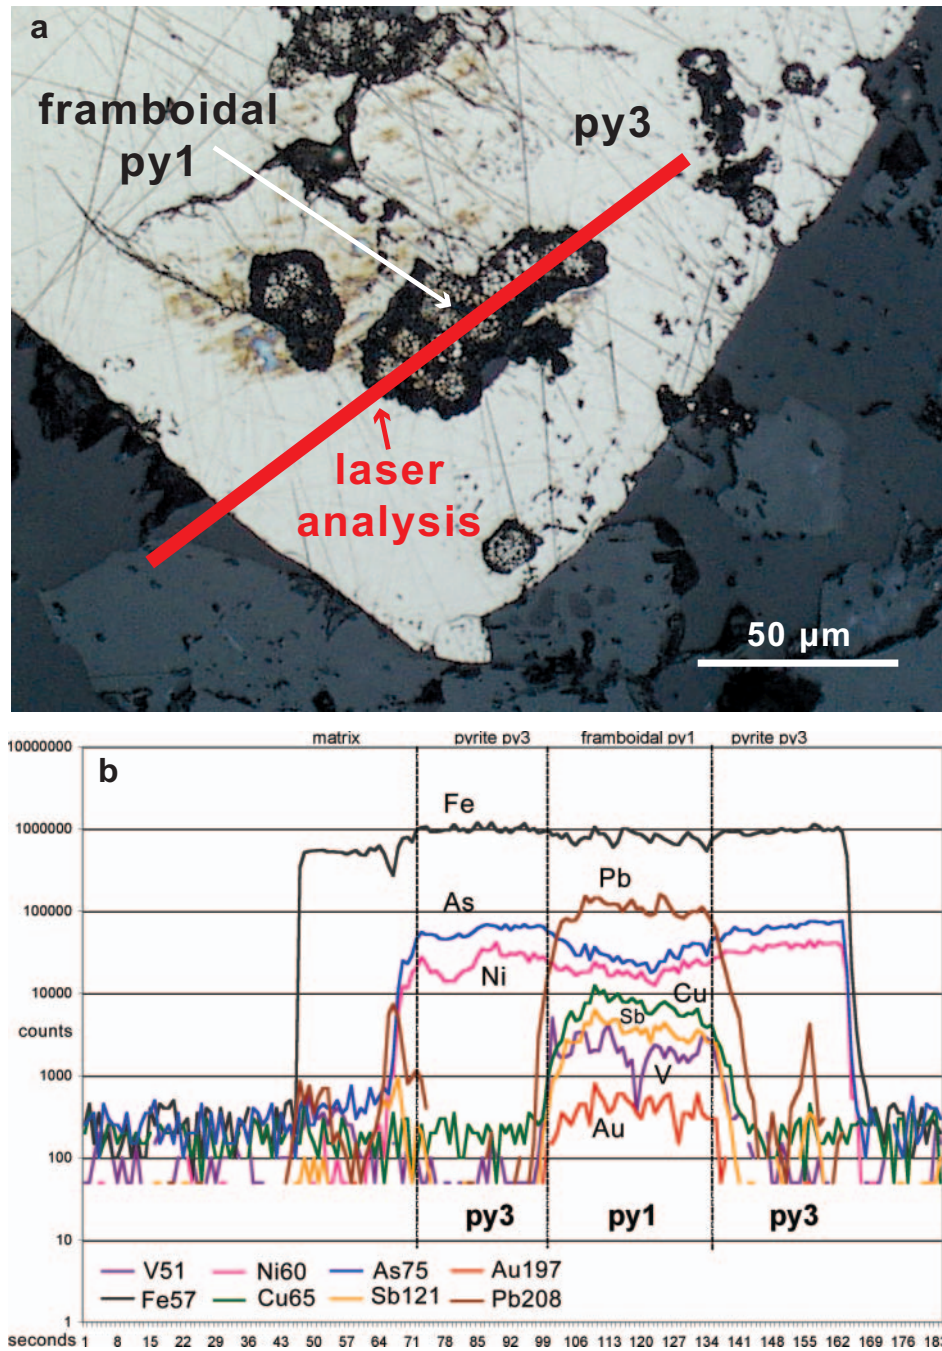 a
framboidal
py1
py3
laser
analysis
50 µm
matrix pyrite py3 framboidal py1 pyrite py3
10000000
b
Fe
1000000
Pb
100000
As
Ni
10000
Cu
Sb
counts
1000
V
Au
100
py3 py1 py3
10
V51 Ni60 As75 Au197
Fe57 Cu65 Sb121 Pb208
1
seconds 1 8 15 22 29 36 43 50 57 64 71 78 85 92 99 106 113 120 127 134 141 148 155 162 169 176